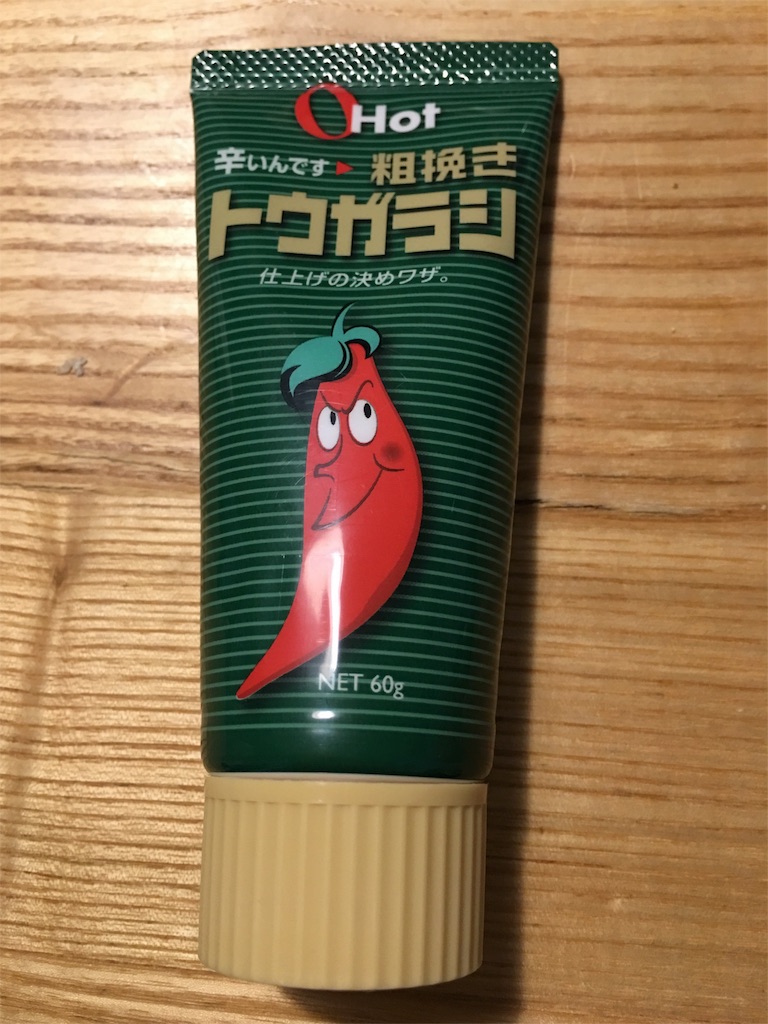 OHot
辛いんです▶粗挽き
トウガラシ
仕上げの決めワザ。
NET 60g